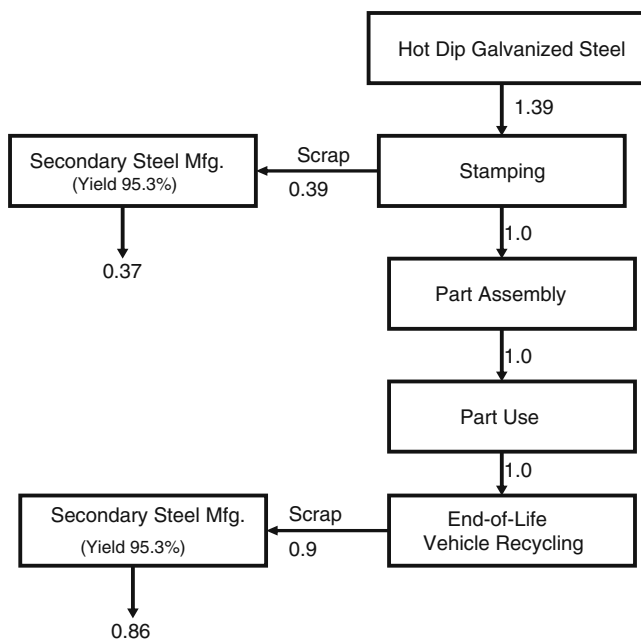 Hot Dip Galvanized Steel
1.39
Secondary Steel Mfg.
(Yield 95.3%)
Scrap
0.39
Stamping
0.37
1.0
Part Assembly
1.0
Part Use
1.0
Secondary Steel Mfg.
(Yield 95.3%)
Scrap
0.9
End-of-Life
Vehicle Recycling
0.86